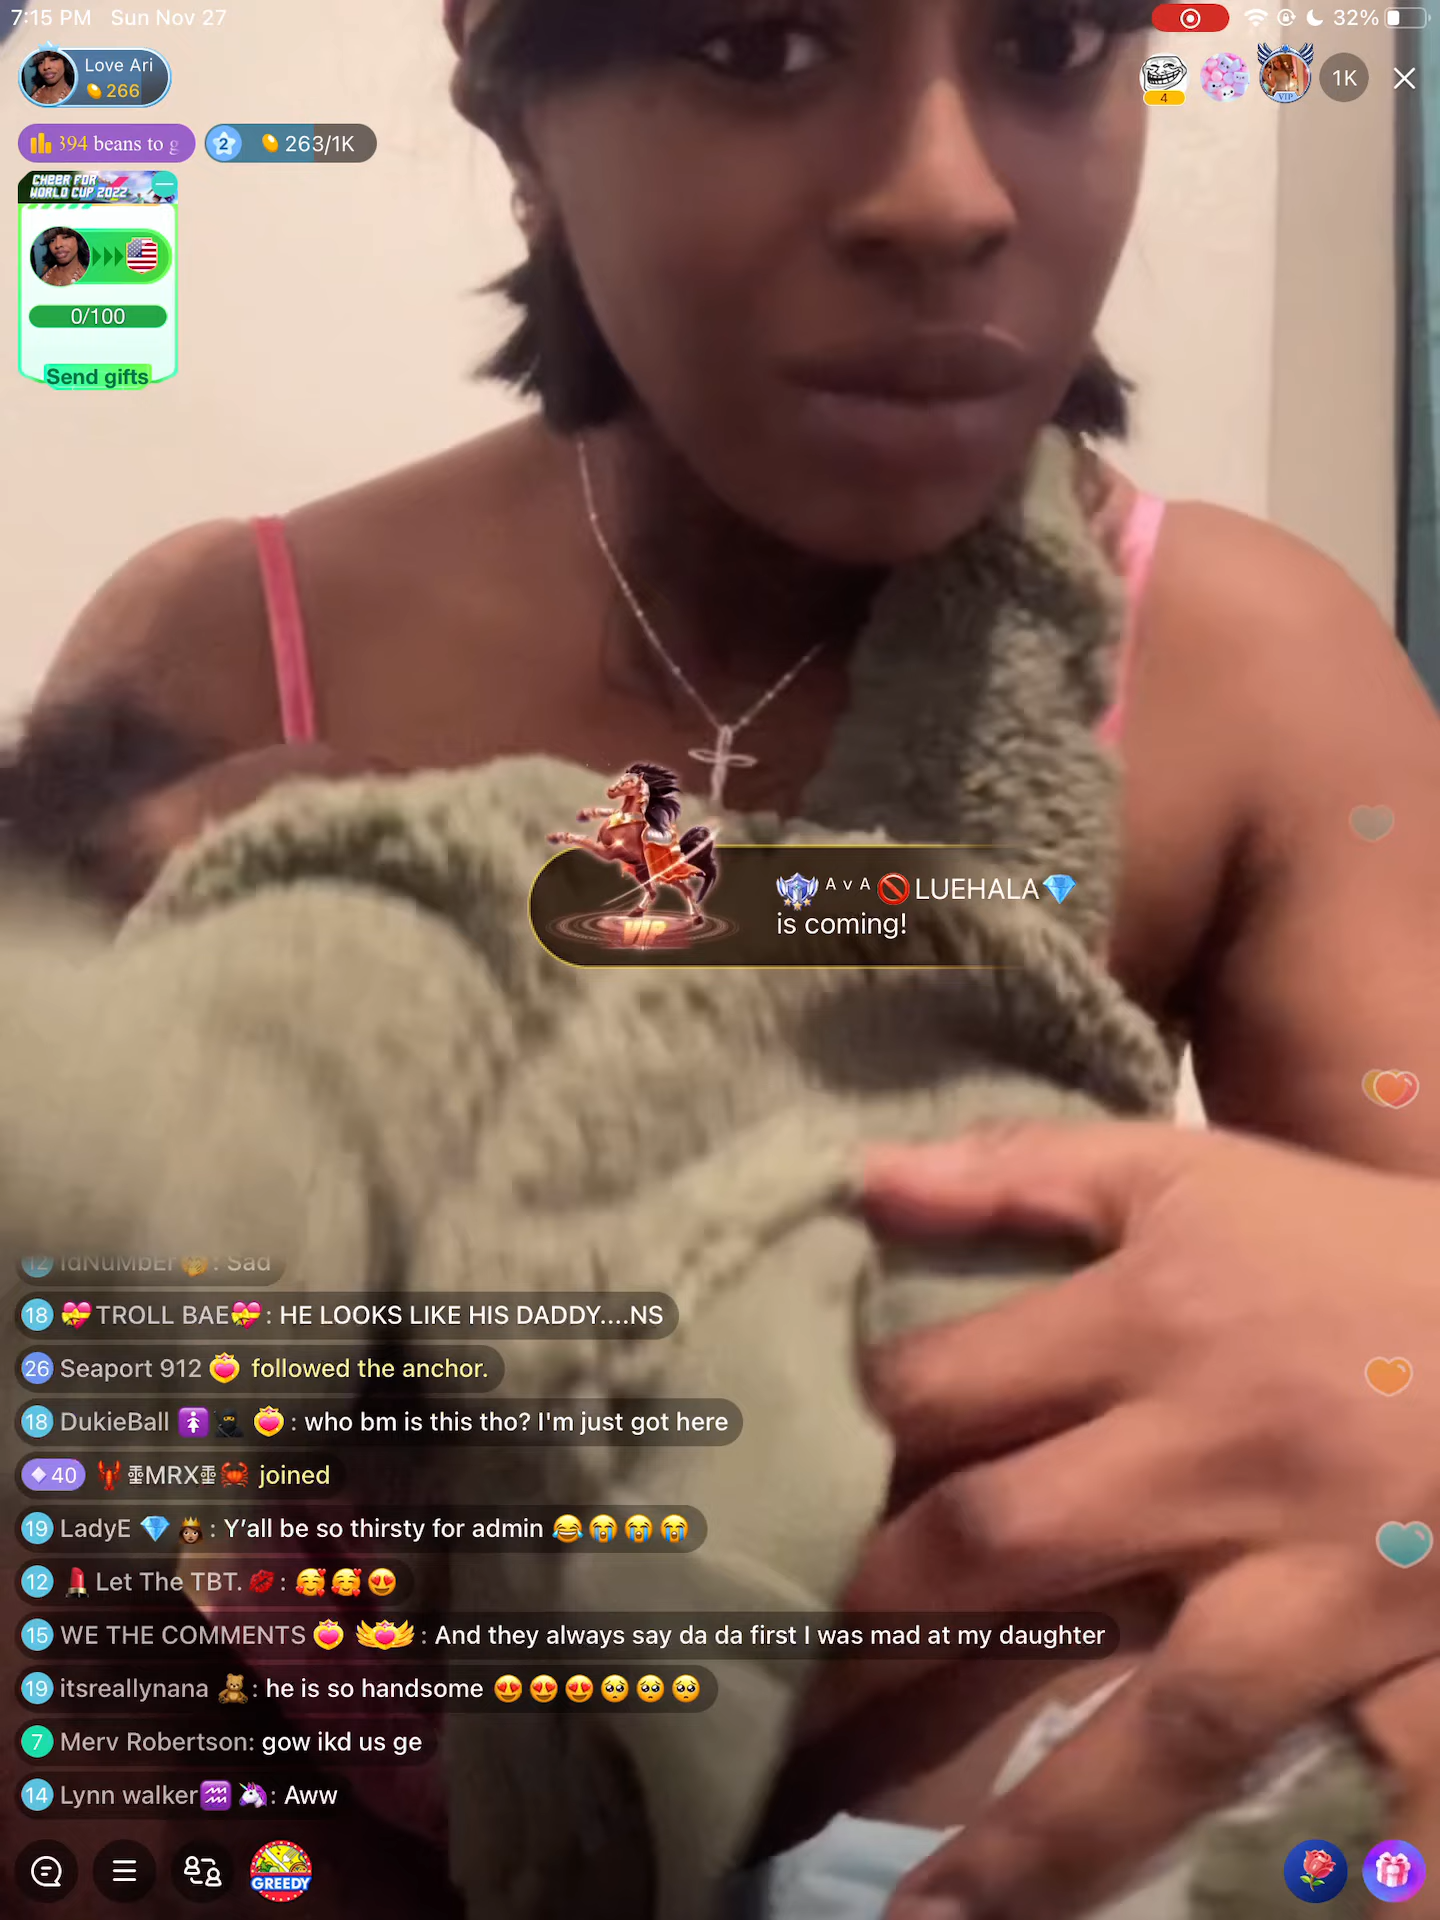 7:15 PM Sun Nov 27
32%
Love Ari
266
4
VIP
1K
394 beans to g
2 263/1K
CHEER FOR
WORLD CUP 2022
0/100
Send gifts
VIP
A v A 🚫LUEHALA💎
is coming!
12 IdNuMbEr🤭: Sad
18 💝TROLL BAE💝: HE LOOKS LIKE HIS DADDY....NS
26 Seaport 912 followed the anchor.
18 DukieBall 🚺🥷🏿: who bm is this tho? I'm just got here
40 🦞MRX🦀 joined
19 LadyE 💎👸🏾: Y’all be so thirsty for admin 😂😭😭😭
12 💄Let The TBT.💋: 🥰🥰😍
15 WE THE COMMENTS: And they always say da da first I was mad at my daughter
19 itsreallynana 🧸: he is so handsome 😍😍😍🥺🥺🥺
7 Merv Robertson: gow ikd us ge
14 Lynn walker♒🦄: Aww
GREEDY